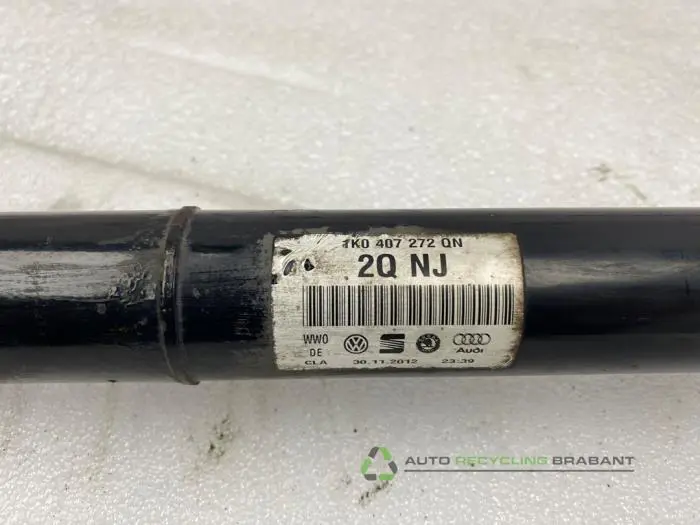 1K0 407 272 QN
2Q NJ
WWO
DE
Audi
CLA 30.11.2012 23:39
AUTO RECYCLING BRABANT